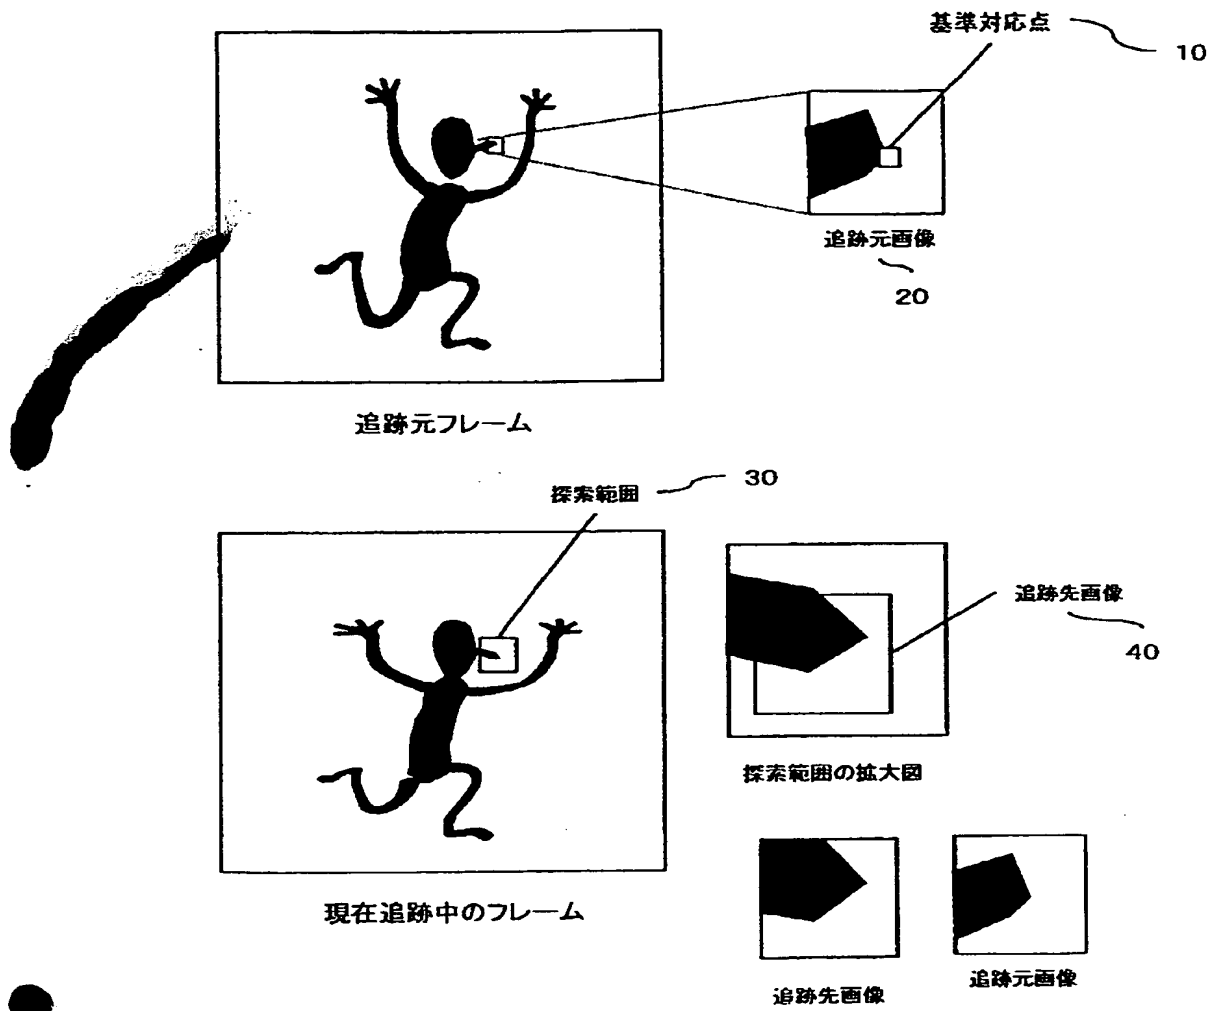 基準対応点
10
追跡元画像
20
追跡元フレーム
探索範囲
30
追跡先画像
40
探索範囲の拡大図
現在追跡中のフレーム
追跡先画像
追跡元画像